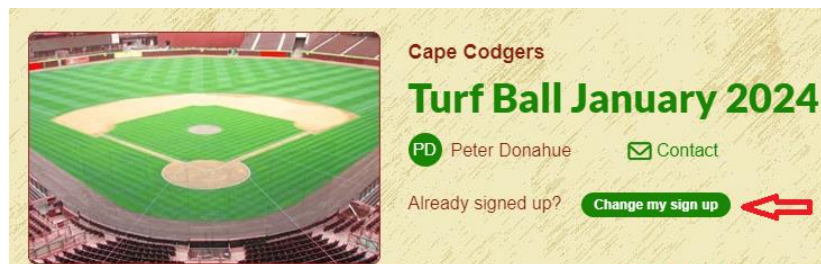 Cape Codgers
Turf Ball January 2024
PD Peter Donahue Contact
Already signed up? Change my sign up